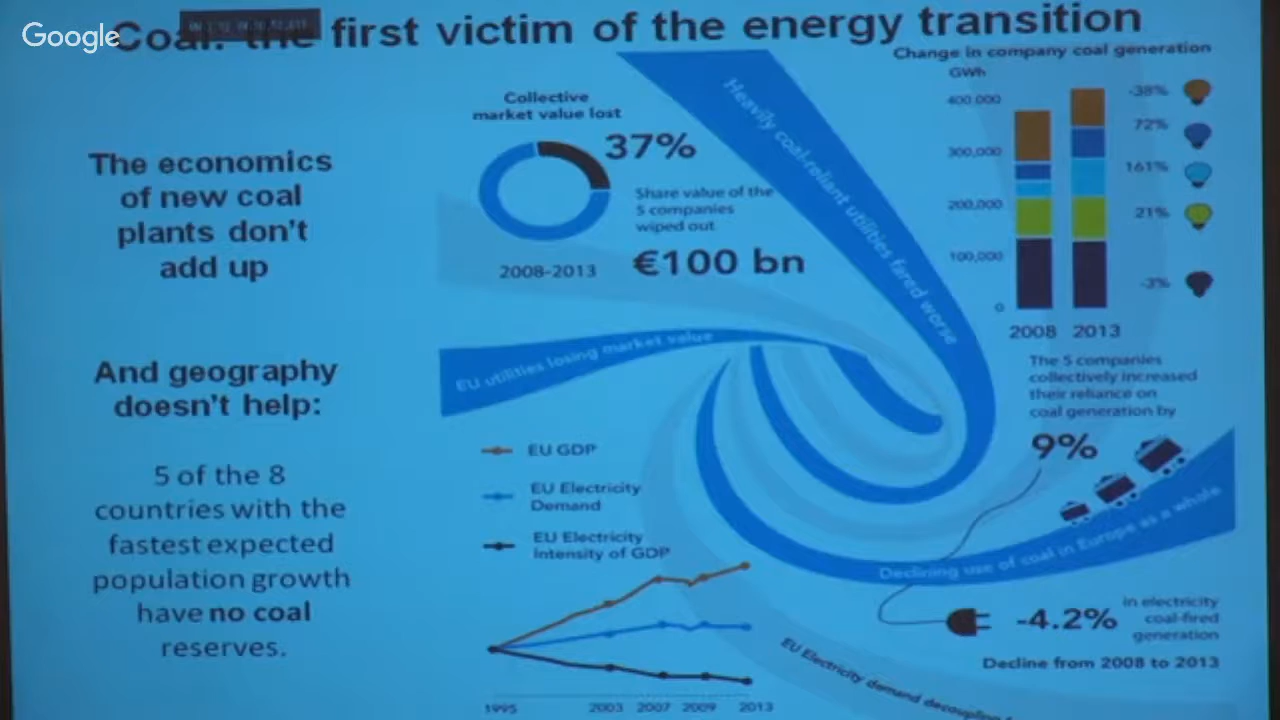 Google
Coal: the first victim of the energy transition
The economics
of new coal
plants don't
add up
And geography
doesn't help:
5 of the 8
countries with the
fastest expected
population growth
have no coal
reserves.
Collective
market value lost
37%
Share value of the
5 companies
wiped out
€100 bn
2008-2013
Heavily coal-reliant utilities fared worse
EU utilities losing market value
Change in company coal generation
GWh
400,000
300,000
200,000
100,000
0
-38%
72%
161%
21%
-3%
2008 2013
The 5 companies
collectively increased
their reliance on
coal generation by
9%
Declining use of coal in Europe as a whole
-4.2%
in electricity
coal-fired
generation
Decline from 2008 to 2013
EU GDP
EU Electricity
Demand
EU Electricity
Intensity of GDP
1995 2003 2007 2009 2013
EU Electricity demand decoupling